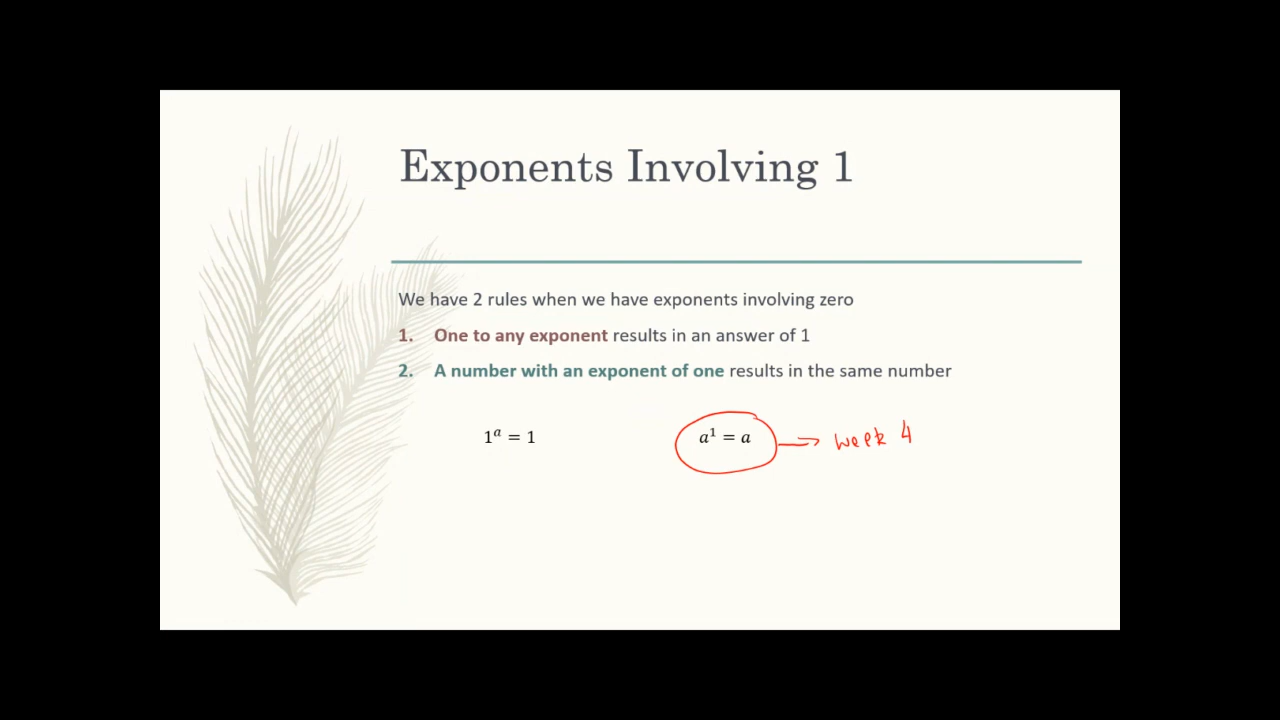 Exponents Involving 1
We have 2 rules when we have exponents involving zero
1. One to any exponent results in an answer of 1
2. A number with an exponent of one results in the same number
1ᵃ = 1 a¹ = a → week 4